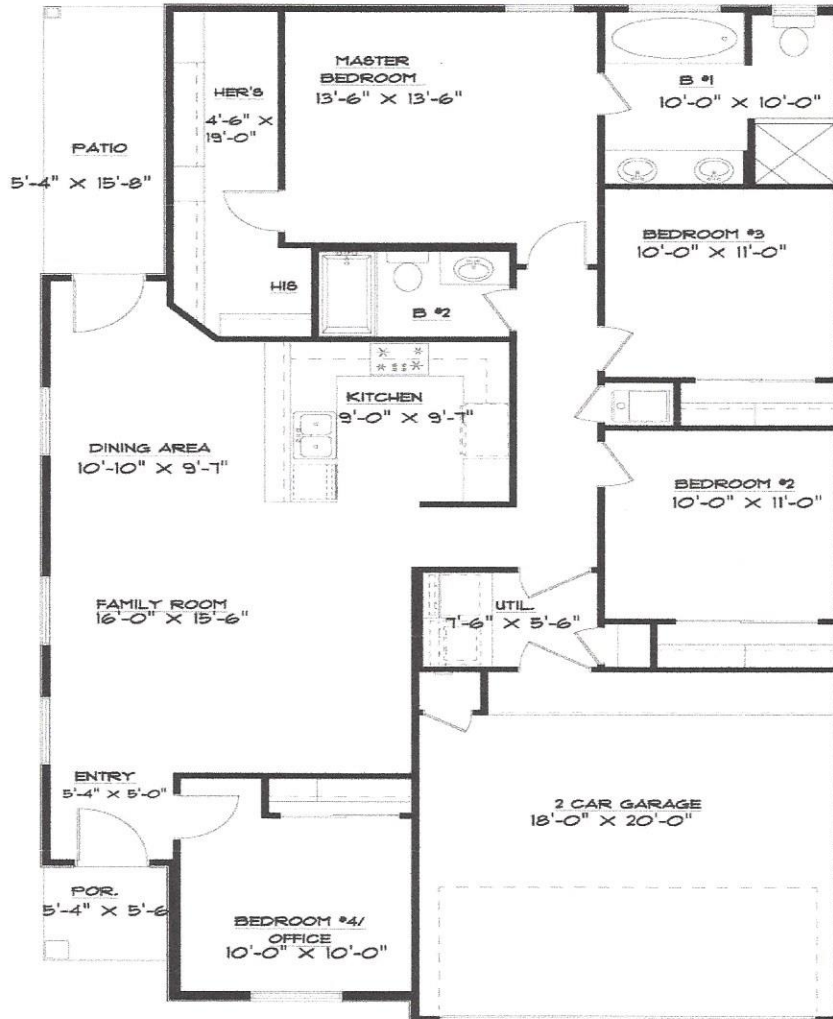 MASTER
BEDROOM
13'-6" X 13'-6"
HER'S
4'-6" X
19'-0"
B #1
10'-0" X 10'-0"
PATIO
5'-4" X 15'-8"
BEDROOM #3
10'-0" X 11'-0"
HIS
B #2
KITCHEN
9'-0" X 9'-7"
DINING AREA
10'-10" X 9'-7"
BEDROOM #2
10'-0" X 11'-0"
FAMILY ROOM
16'-0" X 15'-6"
UTIL.
7'-6" X 5'-6"
ENTRY
5'-4" X 5'-0"
2 CAR GARAGE
18'-0" X 20'-0"
POR.
5'-4" X 5'-6
BEDROOM #4/
OFFICE
10'-0" X 10'-0"